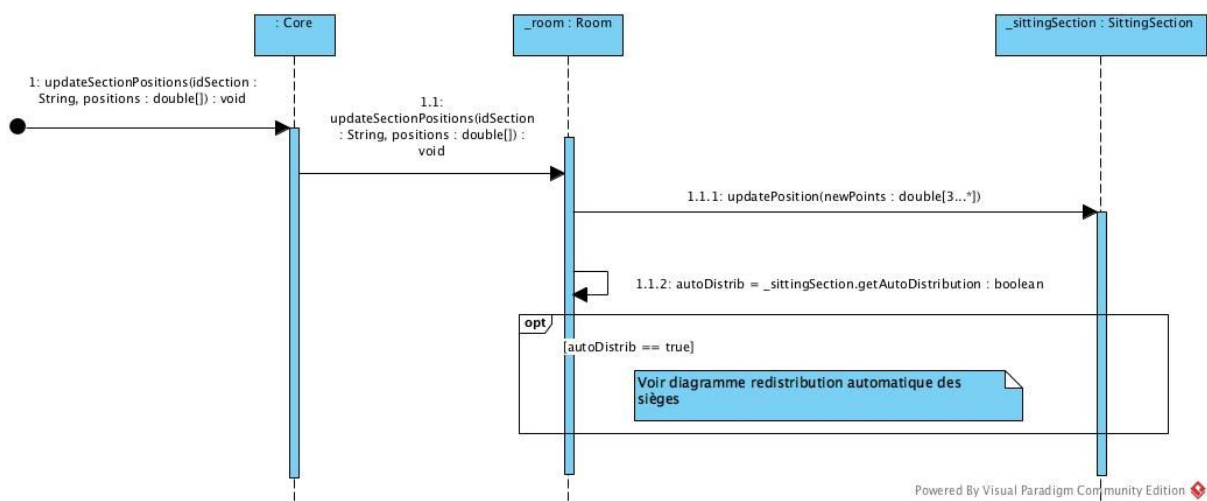 : Core
_room : Room
_sittingSection : SittingSection
1: updateSectionPositions(idSection :
String, positions : double[]) : void
1.1:
updateSectionPositions(idSection
: String, positions : double[]) :
void
1.1.1: updatePosition(newPoints : double[3...*])
1.1.2: autoDistrib = _sittingSection.getAutoDistribution : boolean
opt
[autoDistrib == true]
Voir diagramme redistribution automatique des
sièges
Powered By Visual Paradigm Community Edition